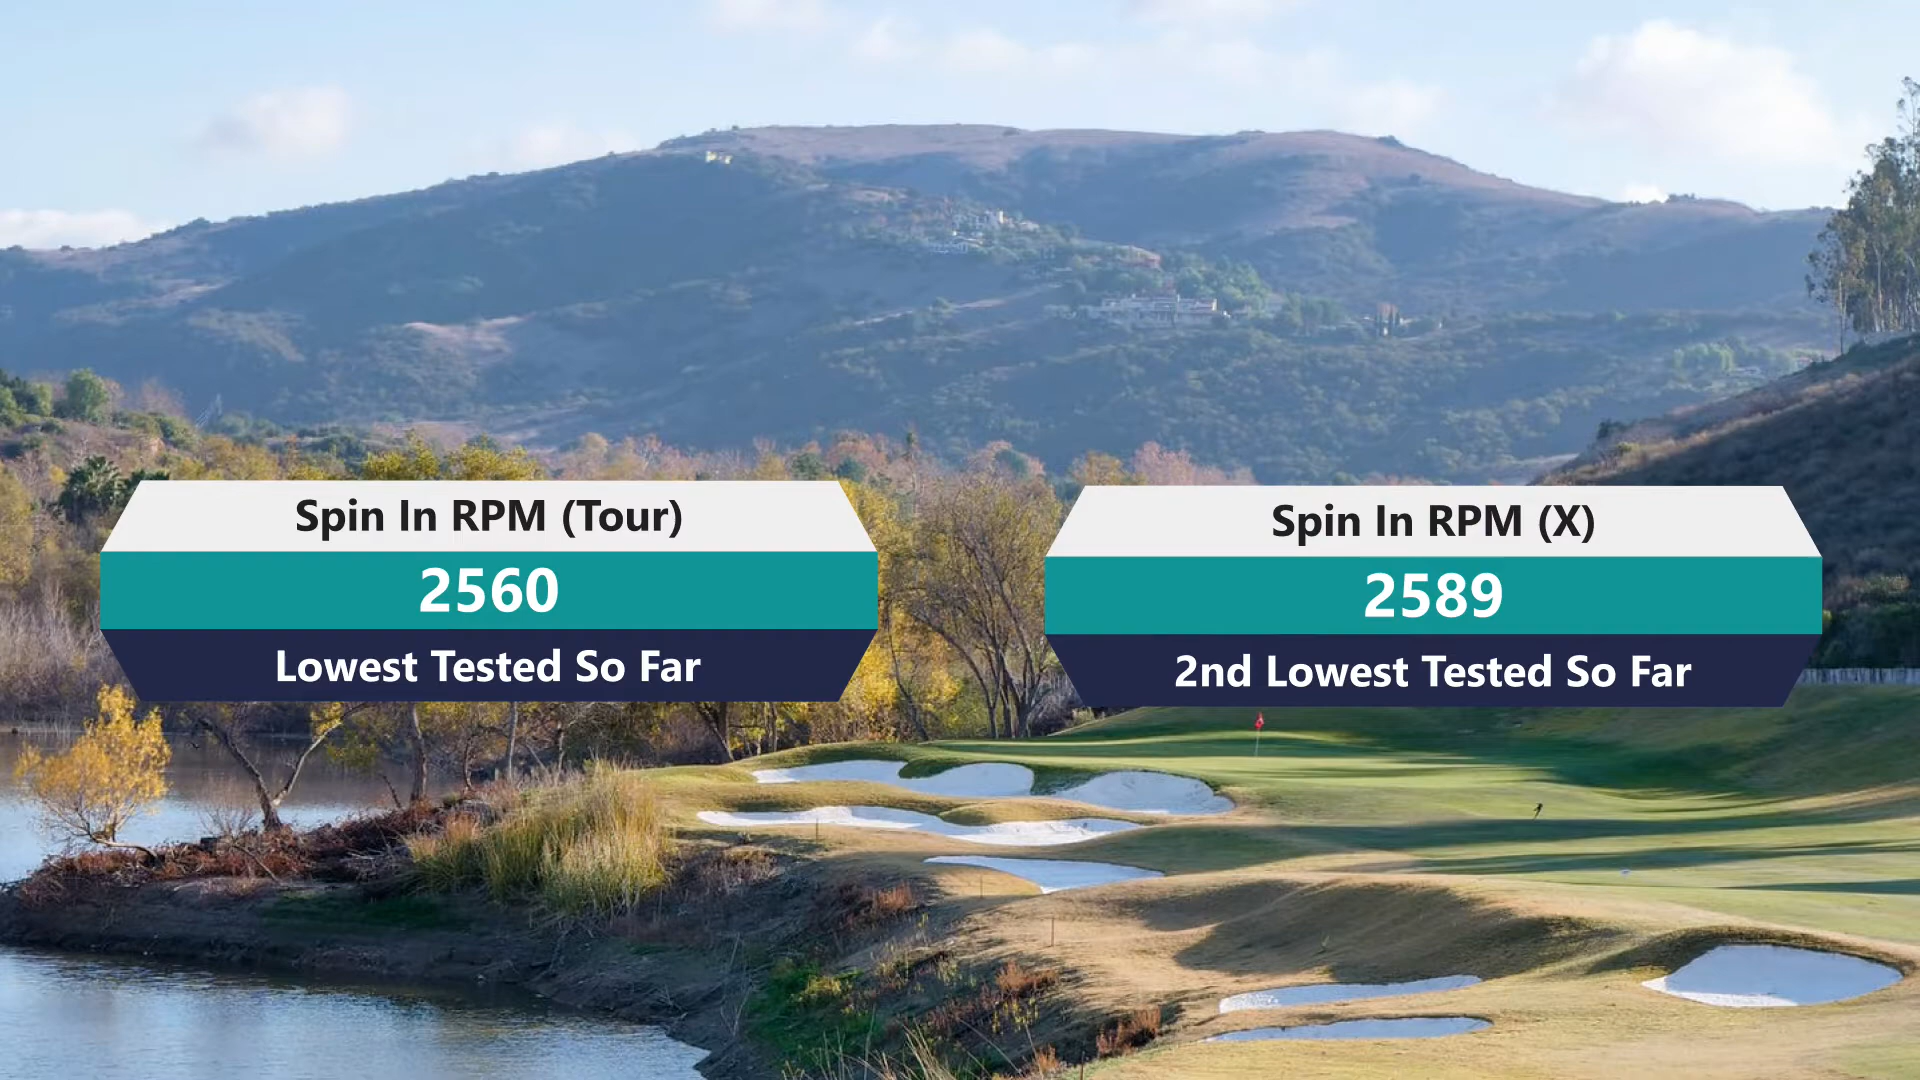 Spin In RPM (Tour)
2560
Lowest Tested So Far
Spin In RPM (X)
2589
2nd Lowest Tested So Far